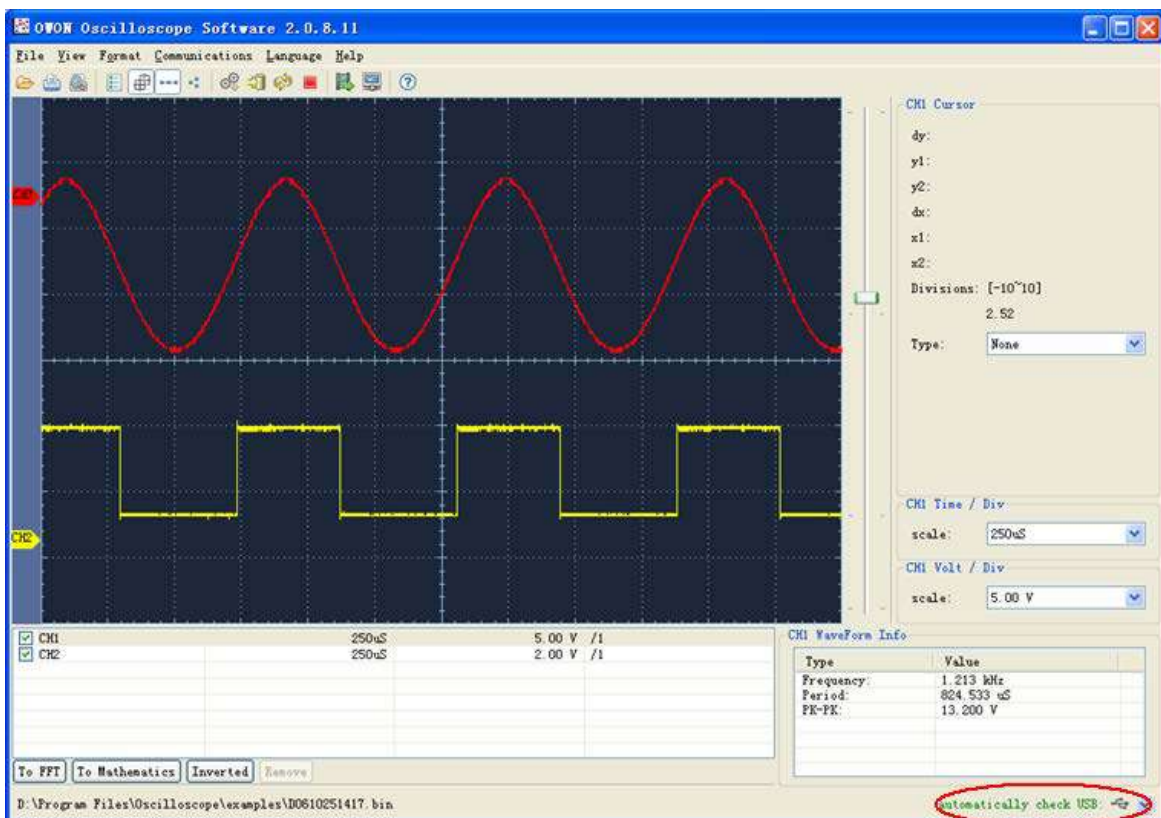 OWON Oscilloscope Software 2.0.8.11
File View Format Communications Language Help
CH1 Cursor
dy:
y1:
y2:
dx:
x1:
x2:
Divisions: [-10~10]
2.52
Type: None
CH2
CH1 Time / Div
scale: 250uS
CH1 Volt / Div
scale: 5.00 V
CH1 250uS 5.00 V /1
CH2 250uS 2.00 V /1
CH1 WaveForm Info
Type Value
Frequency: 1.213 kHz
Period: 824.533 uS
PK-PK: 13.200 V
To FFT To Mathematics Inverted Remove
D:\Program Files\Oscilloscope\examples\D0610251417.bin
Automatically check USB: